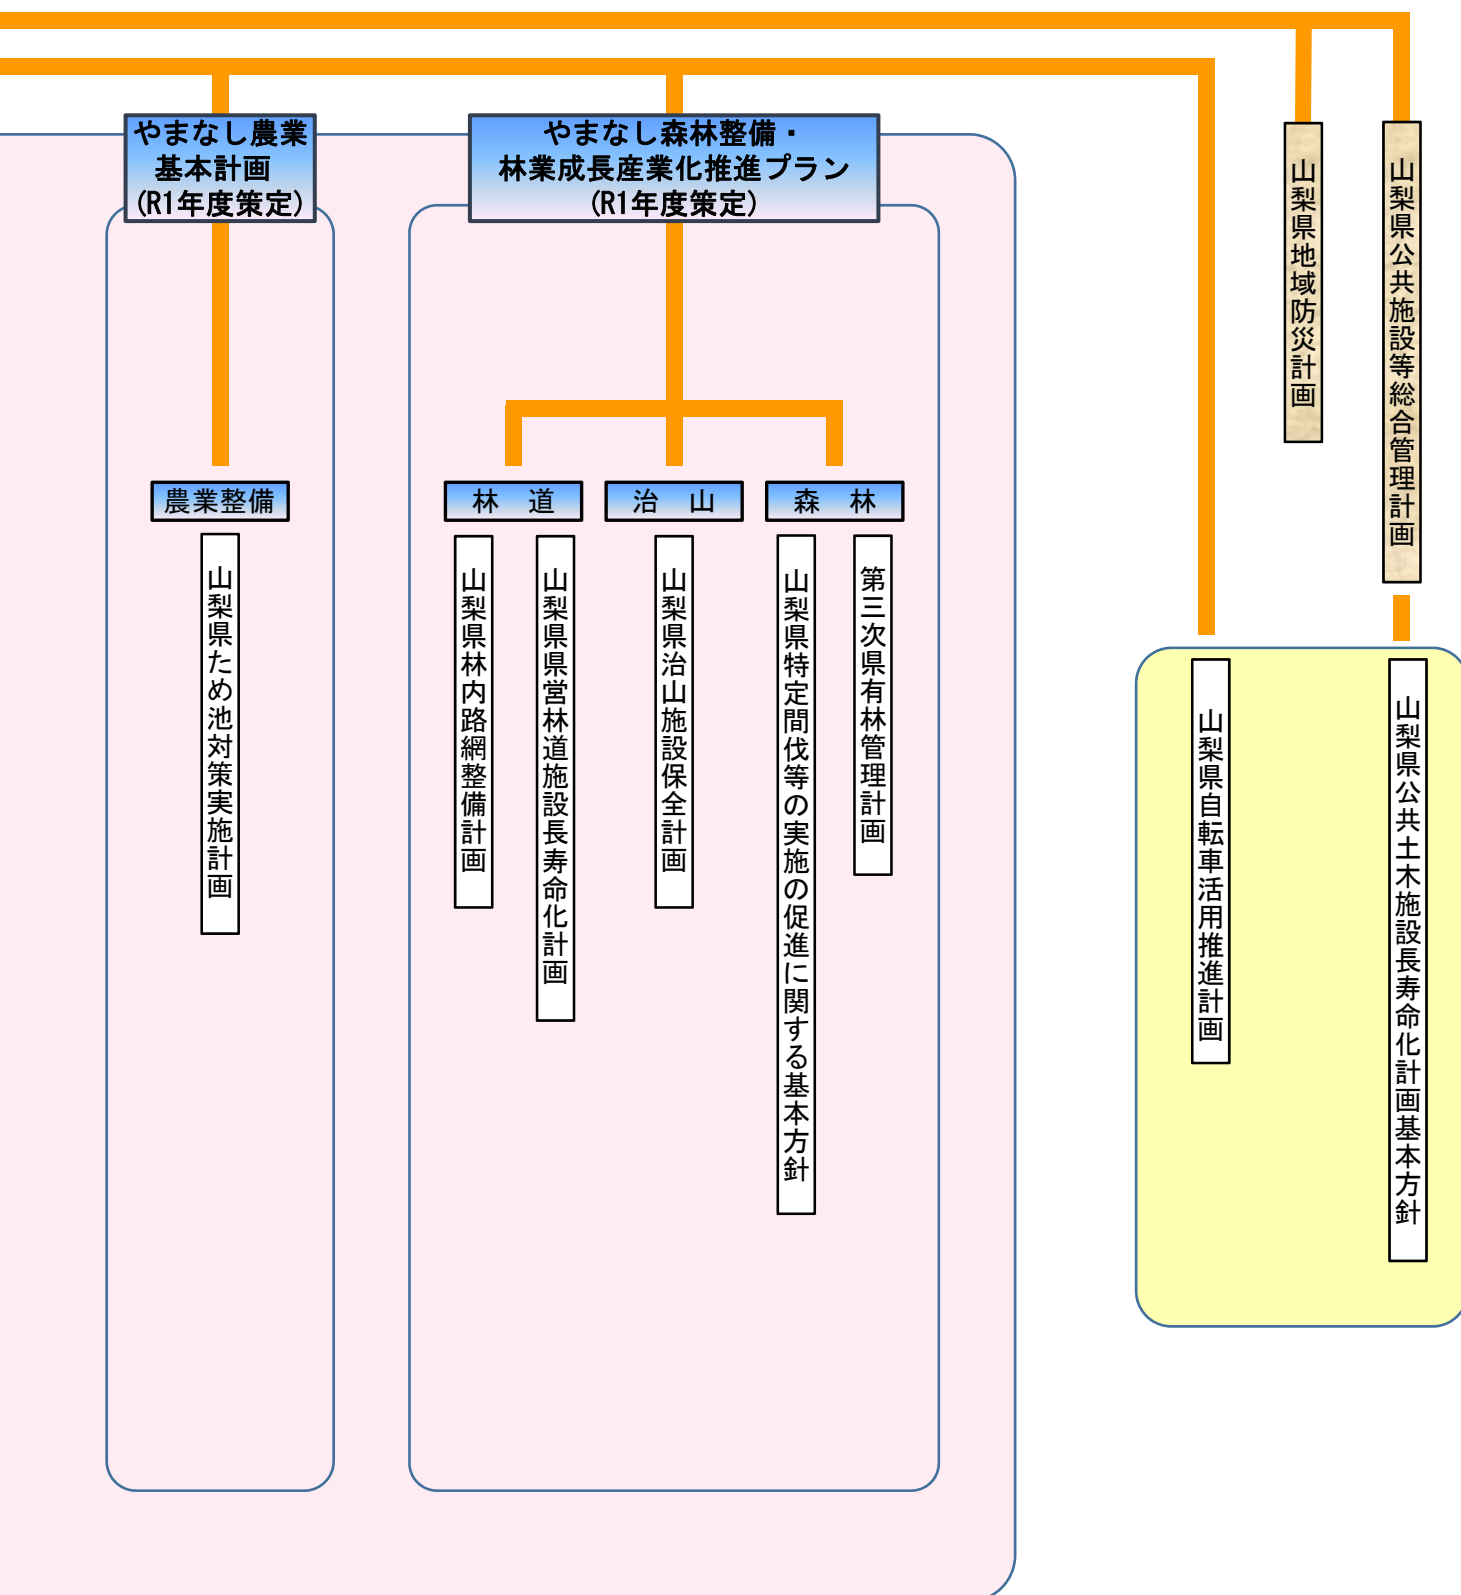 やまなし農業
基本計画
(R1年度策定)
やまなし森林整備・
林業成長産業化推進プラン
(R1年度策定)
山梨県地域防災計画
山梨県公共施設等総合管理計画
農業整備
林　道
治　山
森　林
山梨県ため池対策実施計画
山梨県林内路網整備計画
山梨県県営林道施設長寿命化計画
山梨県治山施設保全計画
山梨県特定間伐等の実施の促進に関する基本方針
第三次県有林管理計画
山梨県自転車活用推進計画
山梨県公共土木施設長寿命化計画基本方針